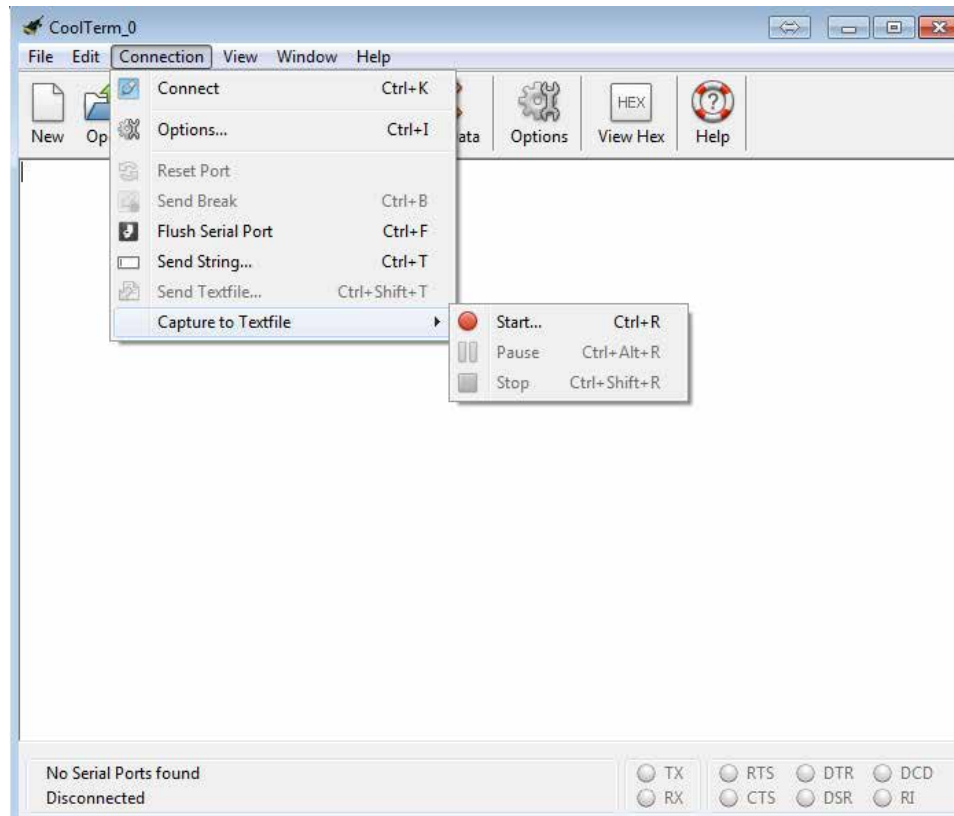 CoolTerm_0
File Edit Connection View Window Help
New Op ata Options View Hex Help
HEX
Connect Ctrl+K
Options... Ctrl+I
Reset Port
Send Break Ctrl+B
Flush Serial Port Ctrl+F
Send String... Ctrl+T
Send Textfile... Ctrl+Shift+T
Capture to Textfile
Start... Ctrl+R
Pause Ctrl+Alt+R
Stop Ctrl+Shift+R
No Serial Ports found
Disconnected
TX RTS DTR DCD
RX CTS DSR RI